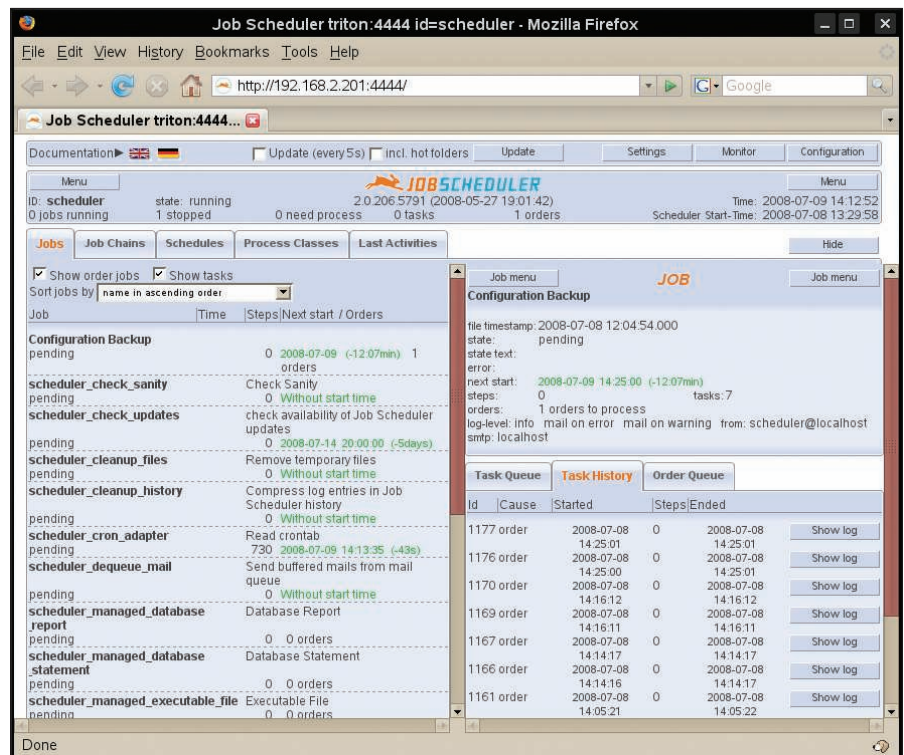 Job Scheduler triton:4444 id=scheduler - Mozilla Firefox
File Edit View History Bookmarks Tools Help
http://192.168.2.201:4444/
G Google
Job Scheduler triton:4444...
Documentation▶ Update (every 5s) incl. hot folders Update Settings Monitor Configuration
Menu JOBSCHEDULER Menu
ID: scheduler state: running 2.0.206.5791 (2008-05-27 19:01:42) Time: 2008-07-09 14:12:52
0 jobs running 1 stopped 0 need process 0 tasks 1 orders Scheduler Start-Time: 2008-07-08 13:29:58
Jobs Job Chains Schedules Process Classes Last Activities Hide
Show order jobs Show tasks
Sort jobs by name in ascending order
Job Time Steps Next start / Orders
Configuration Backup
pending 0 2008-07-09 (-12:07min) 1
orders
scheduler_check_sanity Check Sanity
pending 0 Without start time
scheduler_check_updates check availability of Job Scheduler
updates
pending 0 2008-07-14 20:00:00 (-5days)
scheduler_cleanup_files Remove temporary files
pending 0 Without start time
scheduler_cleanup_history Compress log entries in Job
Scheduler history
pending 0 Without start time
scheduler_cron_adapter Read crontab
pending 730 2008-07-09 14:13:35 (-43s)
scheduler_dequeue_mail Send buffered mails from mail
queue
pending 0 Without start time
scheduler_managed_database Database Report
_report
pending 0 0 orders
scheduler_managed_database Database Statement
_statement
pending 0 0 orders
scheduler_managed_executable_file Executable File
pending 0 0 orders
Job menu JOB Job menu
Configuration Backup
file timestamp: 2008-07-08 12:04:54.000
state: pending
state text:
error:
next start: 2008-07-09 14:25:00 (-12:07min)
steps: 0 tasks: 7
orders: 1 orders to process
log-level: info mail on error mail on warning from: scheduler@localhost
smtp: localhost
Task Queue Task History Order Queue
Id Cause Started Steps Ended
1177 order 2008-07-08 0 2008-07-08 Show log
14:25:01 14:25:01
1176 order 2008-07-08 0 2008-07-08 Show log
14:25:00 14:25:01
1170 order 2008-07-08 0 2008-07-08 Show log
14:16:12 14:16:12
1169 order 2008-07-08 0 2008-07-08 Show log
14:16:11 14:16:11
1167 order 2008-07-08 0 2008-07-08 Show log
14:14:17 14:14:17
1166 order 2008-07-08 0 2008-07-08 Show log
14:14:16 14:14:17
1161 order 2008-07-08 0 2008-07-08 Show log
14:05:21 14:05:22
Done